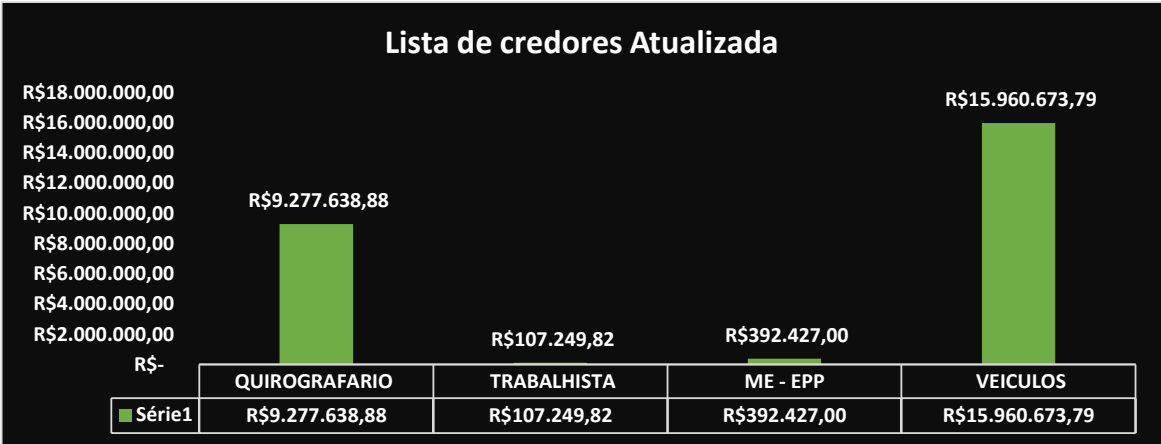 Lista de credores Atualizada
R$18.000.000,00
R$16.000.000,00
R$14.000.000,00
R$12.000.000,00
R$10.000.000,00
R$8.000.000,00
R$6.000.000,00
R$4.000.000,00
R$2.000.000,00
R$-
R$9.277.638,88
R$107.249,82
R$392.427,00
R$15.960.673,79
QUIROGRAFARIO TRABALHISTA ME - EPP VEICULOS
Série1 R$9.277.638,88 R$107.249,82 R$392.427,00 R$15.960.673,79